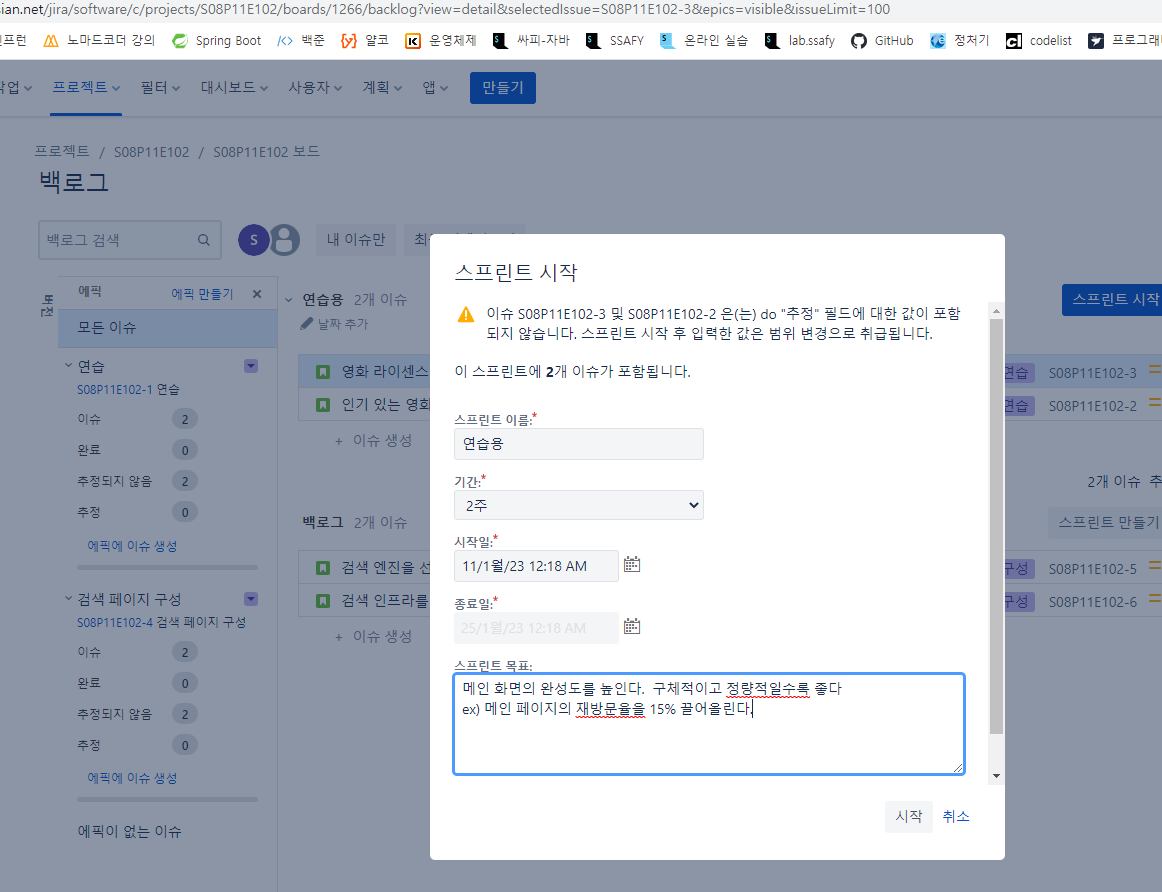 sian.net/jira/software/c/projects/S08P11E102/boards/1266/backlog?view=detail&selectedIssue=S08P11E102-3&epics=visible&issueLimit=100
노마드코더 강의 Spring Boot 백준 얄코 운영체제 싸피-자바 SSAFY 온라인 실습 lab.ssafy GitHub 정처기 codelist 프로그래
프로젝트 필터 대시보드 사용자 계획 앱 만들기
프로젝트 / S08P11E102 / S08P11E102 보드
백로그
백로그 검색 S 내 이슈만
에픽 에픽 만들기 ×
모든 이슈
연습
S08P11E102-1 연습
이슈 2
완료 0
추정되지 않음 2
추정 0
에픽에 이슈 생성
검색 페이지 구성
S08P11E102-4 검색 페이지 구성
이슈 2
완료 0
추정되지 않음 2
추정 0
에픽에 이슈 생성
에픽이 없는 이슈
버전
연습용 2개 이슈 스프린트 시작
날짜 추가
영화 라이센스 연습 S08P11E102-3
인기 있는 영화 연습 S08P11E102-2
+ 이슈 생성
2개 이슈 추
백로그 2개 이슈 스프린트 만들기
검색 엔진을 선 구성 S08P11E102-5
검색 인프라를 구성 S08P11E102-6
+ 이슈 생성
스프린트 시작
이슈 S08P11E102-3 및 S08P11E102-2 은(는) do "추정" 필드에 대한 값이 포함
되지 않습니다. 스프린트 시작 후 입력한 값은 범위 변경으로 취급됩니다.
이 스프린트에 2개 이슈가 포함됩니다.
스프린트 이름:*
연습용
기간:*
2주
시작일:*
11/1월/23 12:18 AM
종료일:*
25/1월/23 12:18 AM
스프린트 목표:
메인 화면의 완성도를 높인다. 구체적이고 정량적일수록 좋다
ex) 메인 페이지의 재방문율을 15% 끌어올린다.
시작 취소